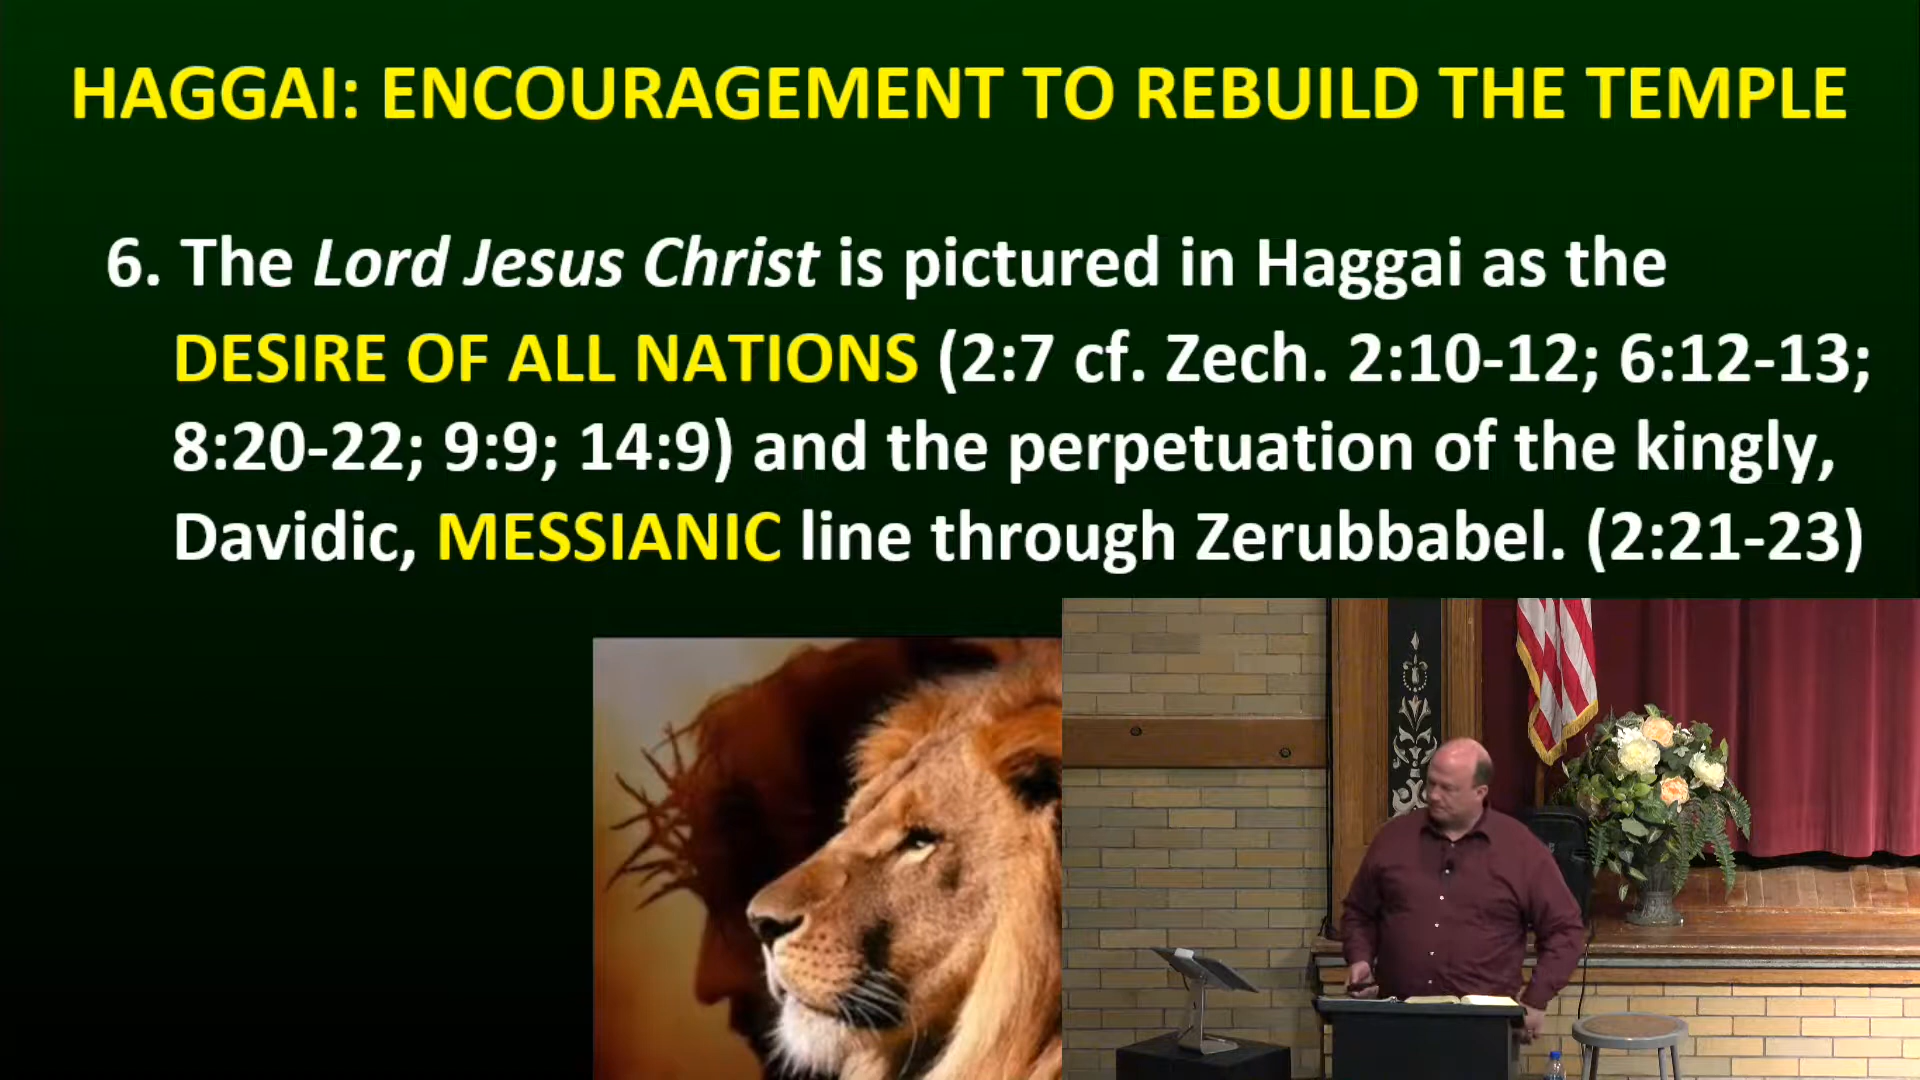 HAGGAI: ENCOURAGEMENT TO REBUILD THE TEMPLE
6. The Lord Jesus Christ is pictured in Haggai as the
DESIRE OF ALL NATIONS (2:7 cf. Zech. 2:10-12; 6:12-13;
8:20-22; 9:9; 14:9) and the perpetuation of the kingly,
Davidic, MESSIANIC line through Zerubbabel. (2:21-23)